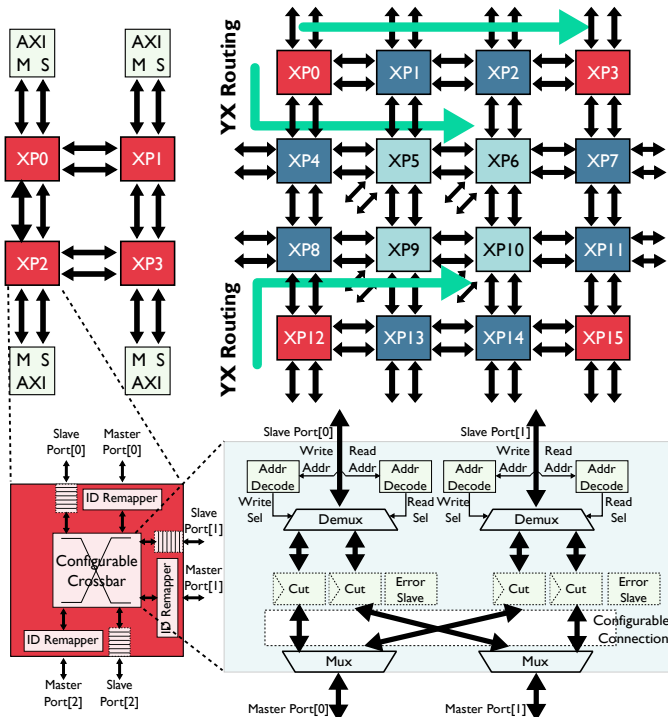 AXI
M S
AXI
M S
XP0
XP1
XP2
XP3
M S
AXI
M S
AXI
YX Routing
XP0
XP1
XP2
XP3
XP4
XP5
XP6
XP7
XP8
XP9
XP10
XP11
YX Routing
XP12
XP13
XP14
XP15
Slave
Port[0]
Master
Port[0]
ID Remapper
Slave
Port[1]
Configurable
Crossbar
Master
Port[1]
ID Remapper
ID Remapper
Master
Port[2]
Slave
Port[2]
Slave Port[0]
Write
Addr
Read
Addr
Addr
Decode
Addr
Decode
Write
Sel
Read
Sel
Demux
Cut
Cut
Error
Slave
Mux
Master Port[0]
Slave Port[1]
Write
Addr
Read
Addr
Addr
Decode
Addr
Decode
Write
Sel
Read
Sel
Demux
Cut
Cut
Error
Slave
Configurable
Connection
Mux
Master Port[1]